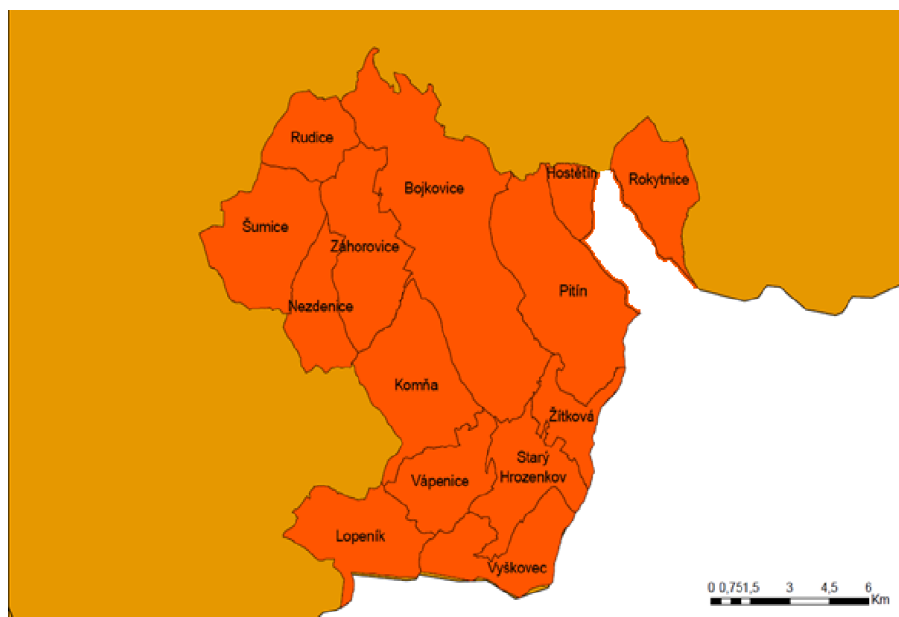 Rudice
Hostětín
Rokytnice
Bojkovice
Šumice
Záhorovice
Pitín
Nezdenice
Komňa
Žítková
Starý
Hrozenkov
Vápenice
Lopeník
Vyškovec
0 0,751,5 3 4,5 6
Km